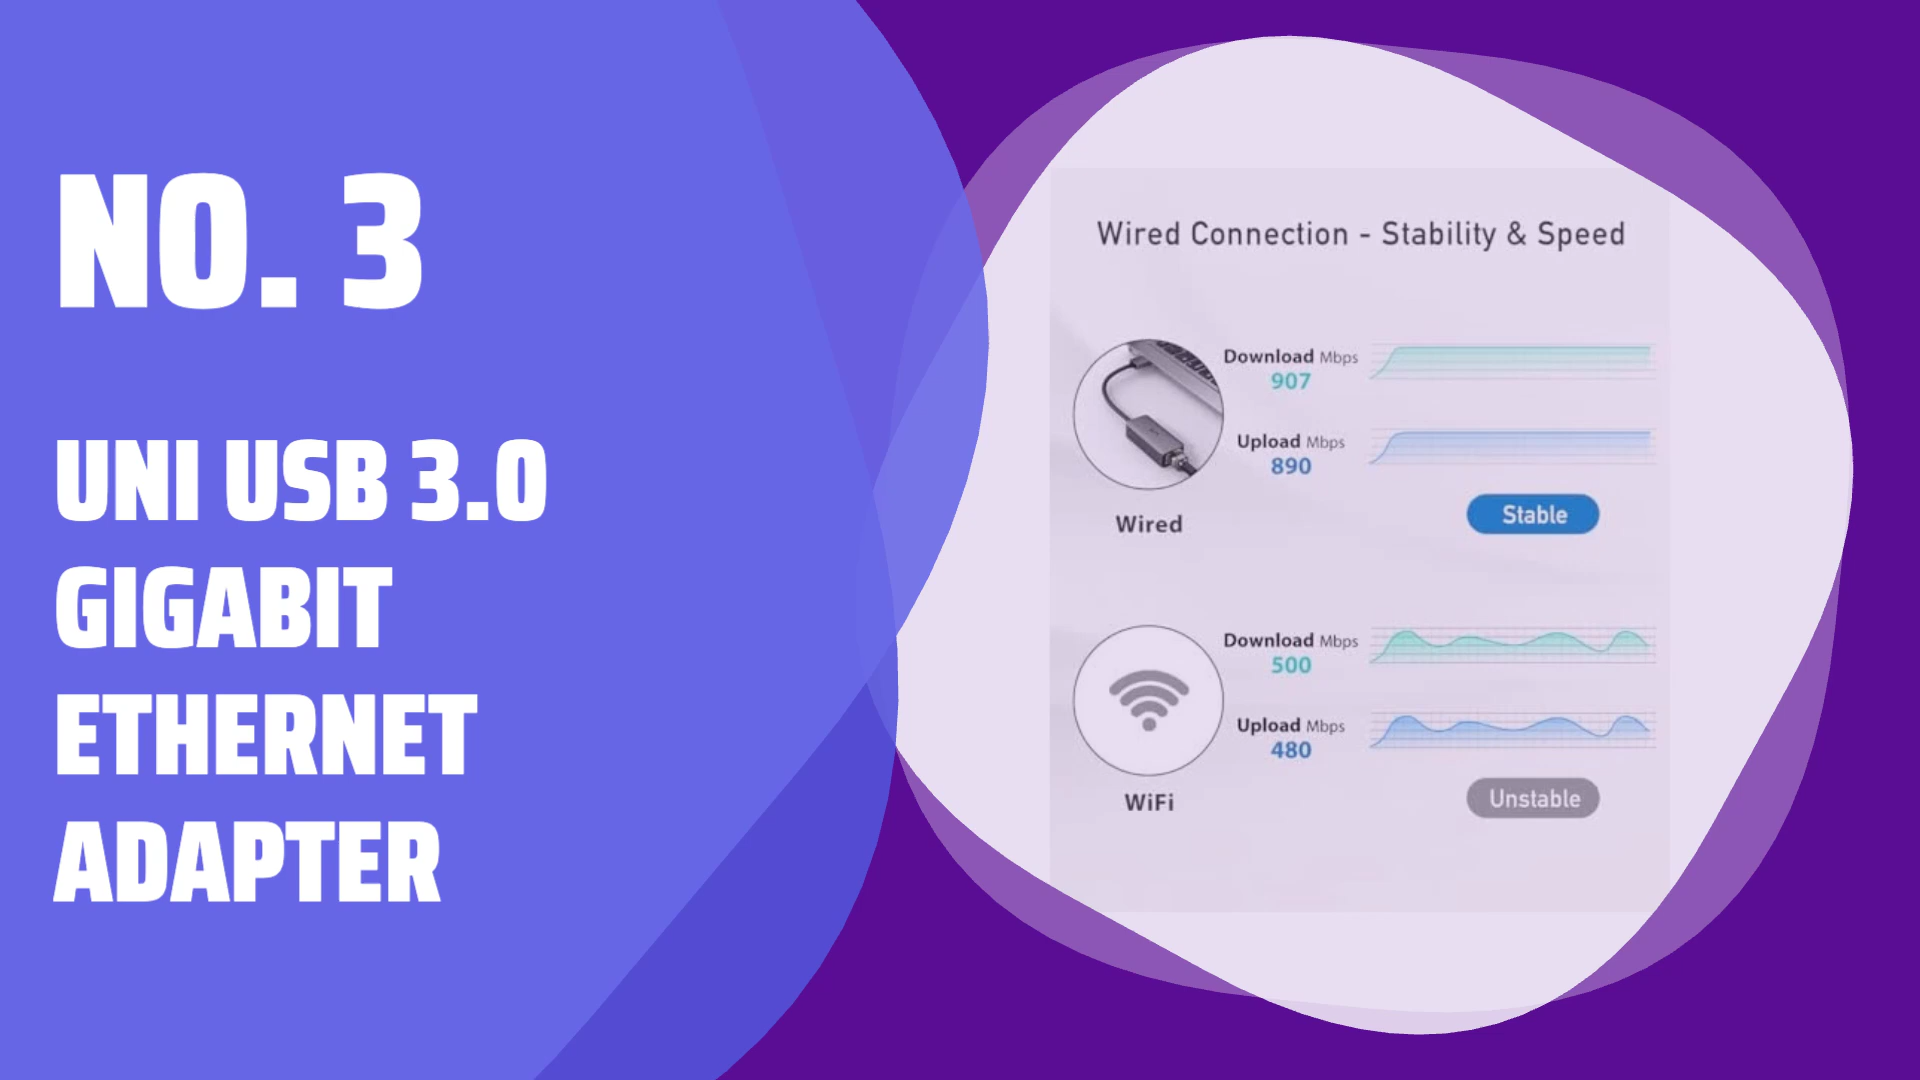 NO. 3
UNI USB 3.0
GIGABIT
ETHERNET
ADAPTER
Wired Connection - Stability & Speed
Download Mbps
907
Upload Mbps
890
Stable
Wired
Download Mbps
500
Upload Mbps
480
Unstable
WiFi